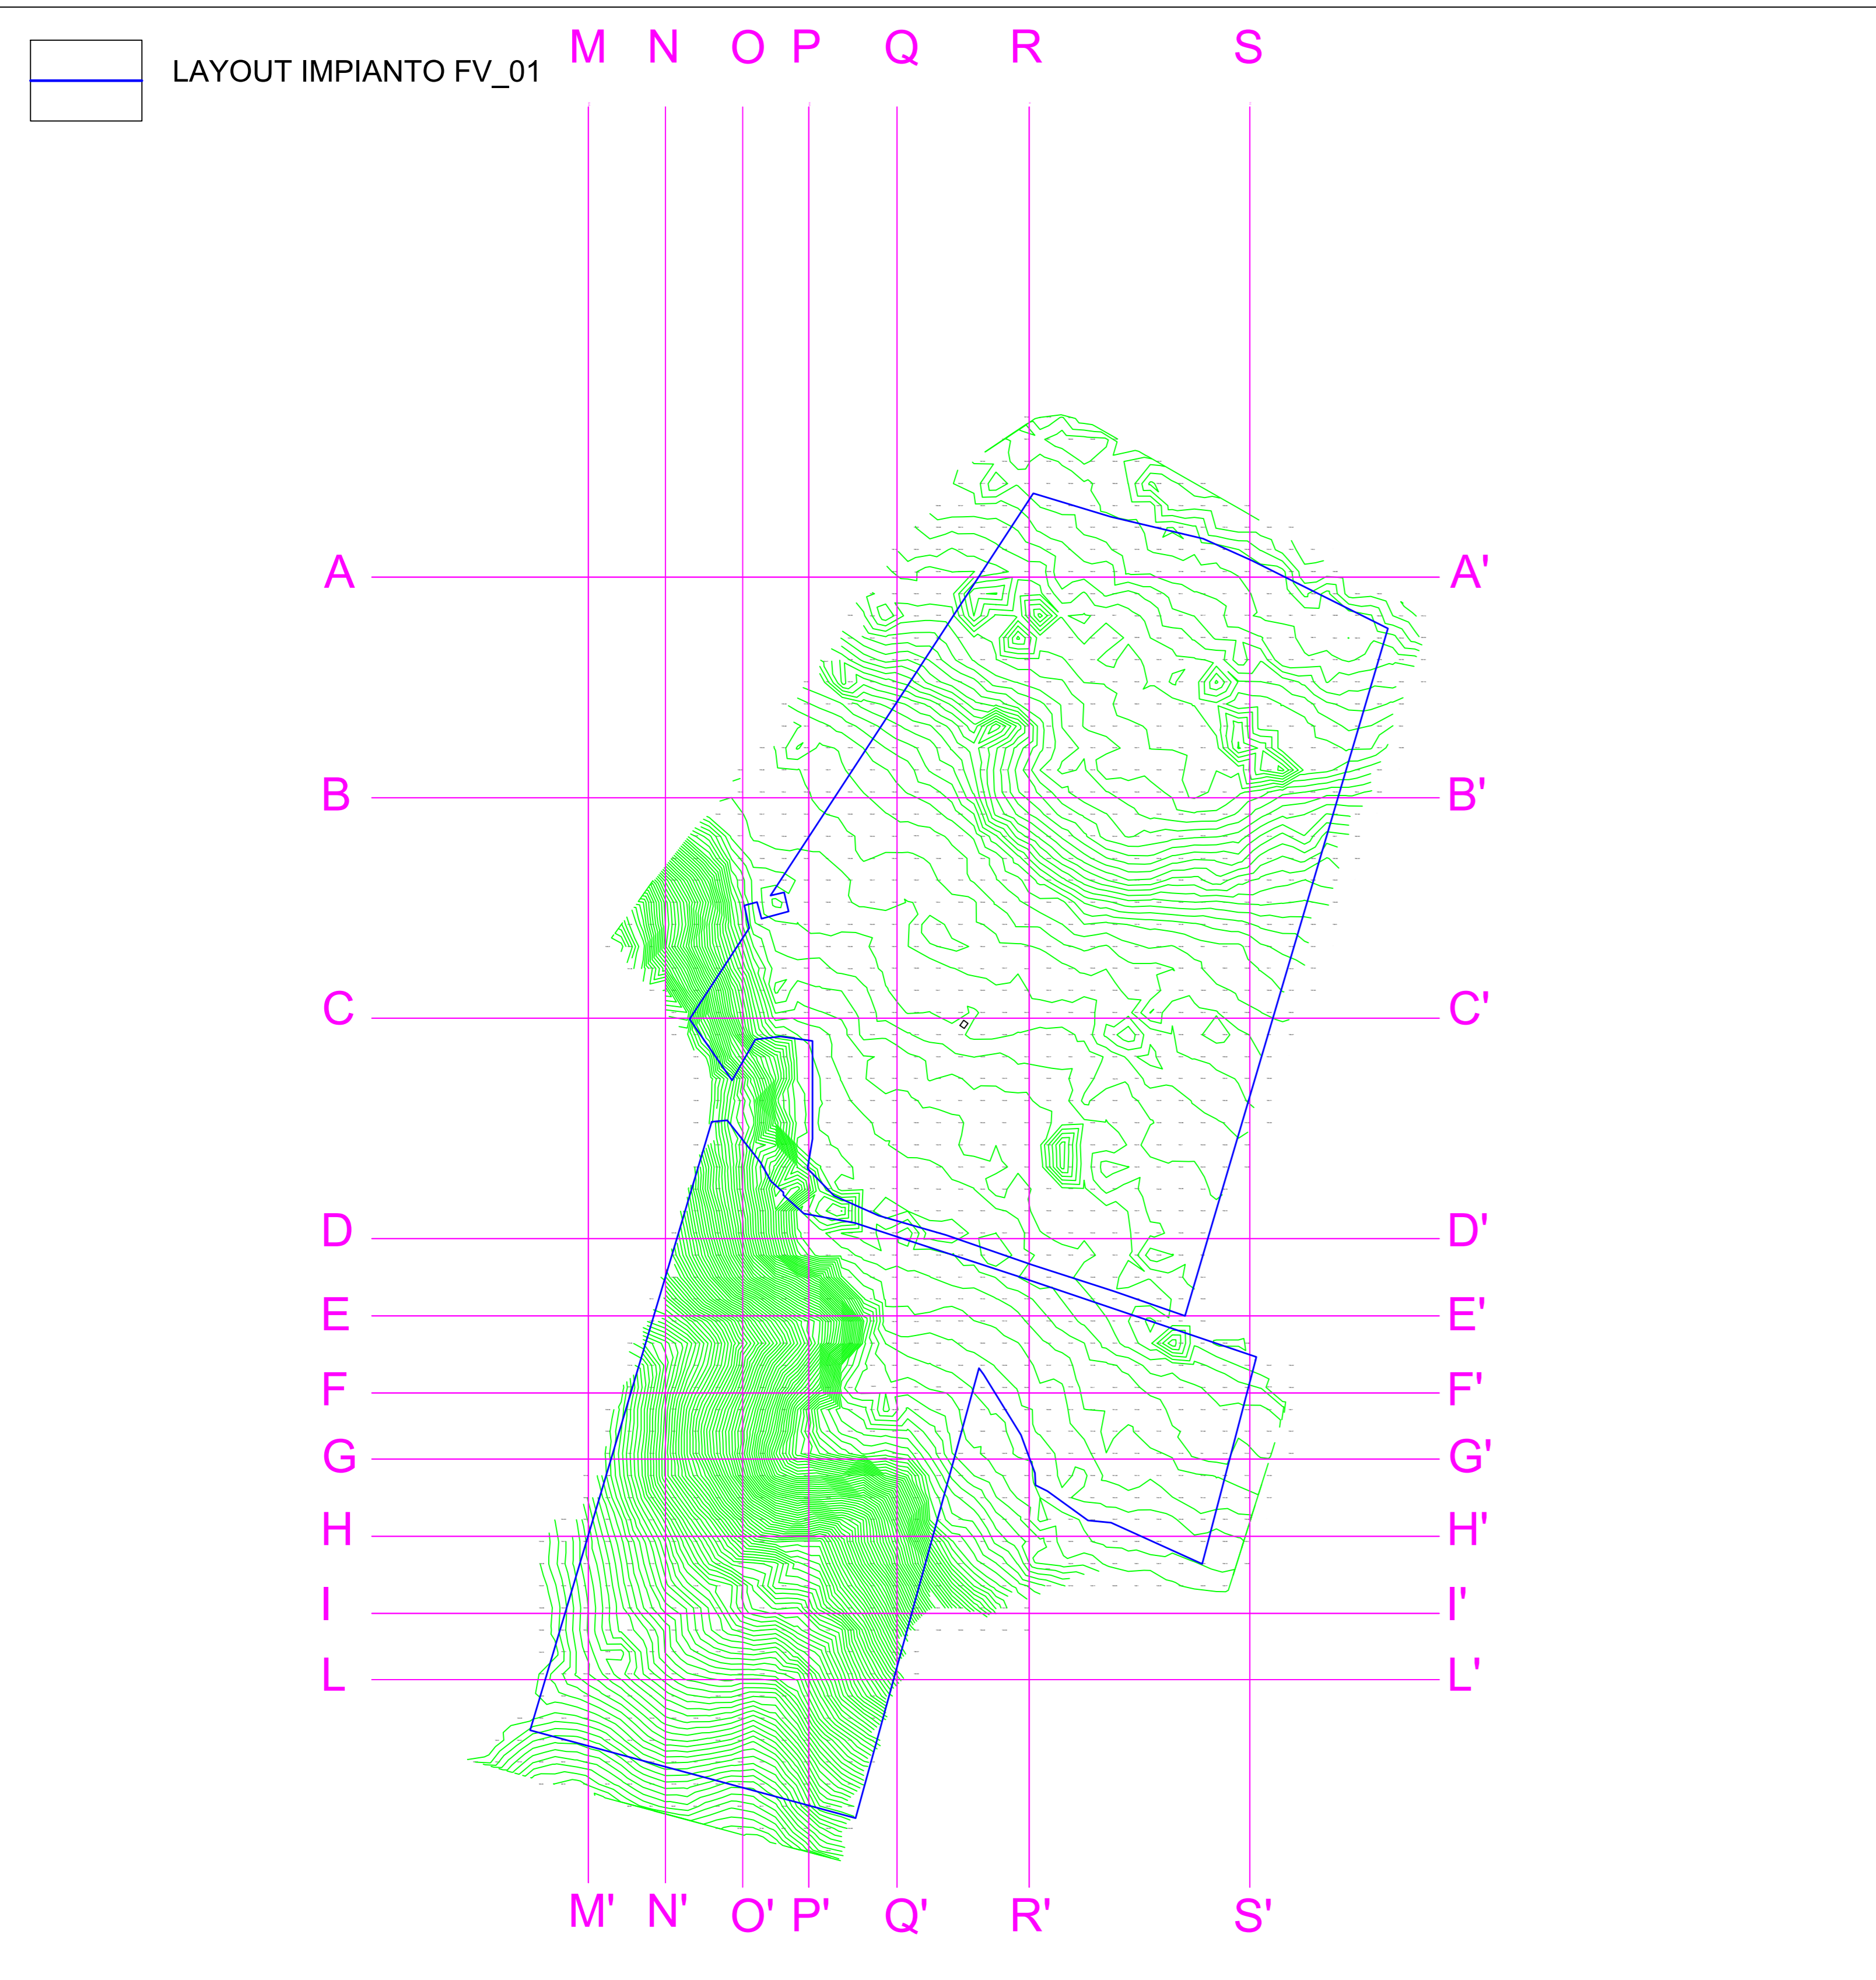 M N O P Q R S
LAYOUT IMPIANTO FV_01
A A'
B B'
C C'
D D'
E E'
F F'
G G'
H H'
I I'
L L'
M' N' O' P' Q' R' S'